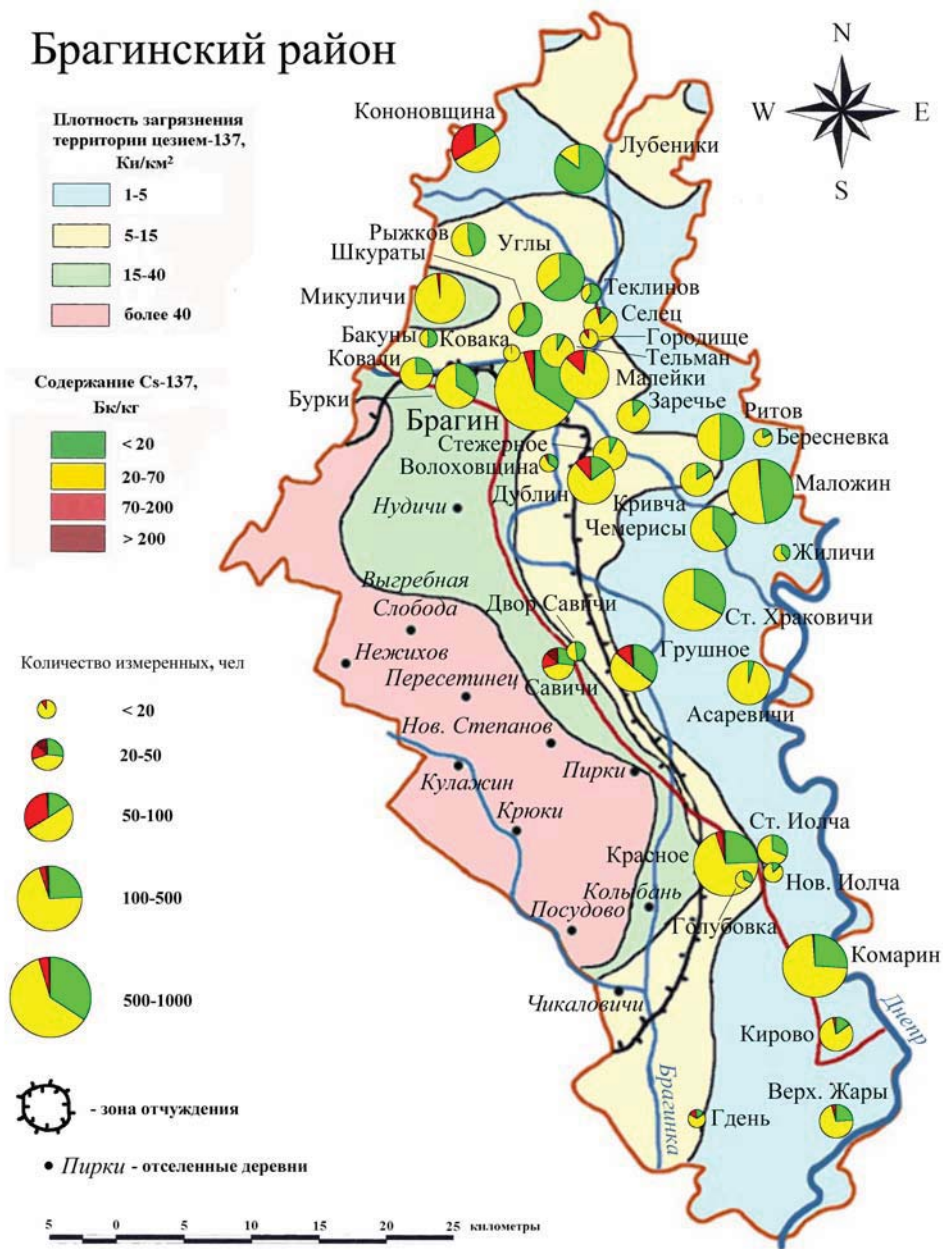 Брагинский район
N
W
E
S
Плотность загрязнения
территории цезием-137,
Ки/км²
1-5
5-15
15-40
более 40
Содержание Cs-137,
Бк/кг
< 20
20-70
70-200
> 200
Количество измеренных, чел
< 20
20-50
50-100
100-500
500-1000
- зона отчуждения
Пирки - отселенные деревни
5 0 5 10 15 20 25 километры
Кононовщина
Лубеники
Рыжков
Шкураты
Углы
Теклинов
Микуличи
Селец
Бакуны
Ковака
Городище
Ковали
Тельман
Малейки
Бурки
Заречье
Брагин
Ритов
Стежерное
Бересневка
Волоховщина
Дублин
Маложин
Кривча
Нудичи
Чемерисы
Жиличи
Выгребная
Слобода
Двор Савичи
Ст. Храковичи
Нежихов
Грушное
Пересетинец
Савичи
Асаревичи
Нов. Степанов
Кулажин
Пирки
Крюки
Ст. Иолча
Красное
Нов. Иолча
Колыбань
Голубовка
Посудово
Комарин
Чикаловичи
Днепр
Кирово
Брагинка
Верх. Жары
Гдень